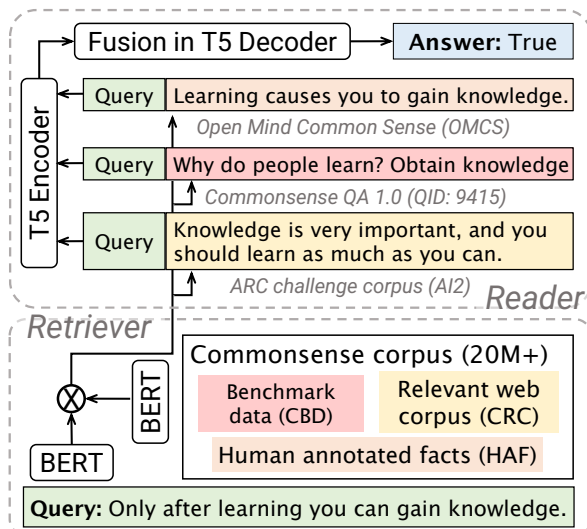 Fusion in T5 Decoder
Answer: True
T5 Encoder
Query
Learning causes you to gain knowledge.
Open Mind Common Sense (OMCS)
Query
Why do people learn? Obtain knowledge
Commonsense QA 1.0 (QID: 9415)
Query
Knowledge is very important, and you
should learn as much as you can.
ARC challenge corpus (AI2)
Reader
Retriever
X
BERT
BERT
Commonsense corpus (20M+)
Benchmark
data (CBD)
Relevant web
corpus (CRC)
Human annotated facts (HAF)
Query: Only after learning you can gain knowledge.